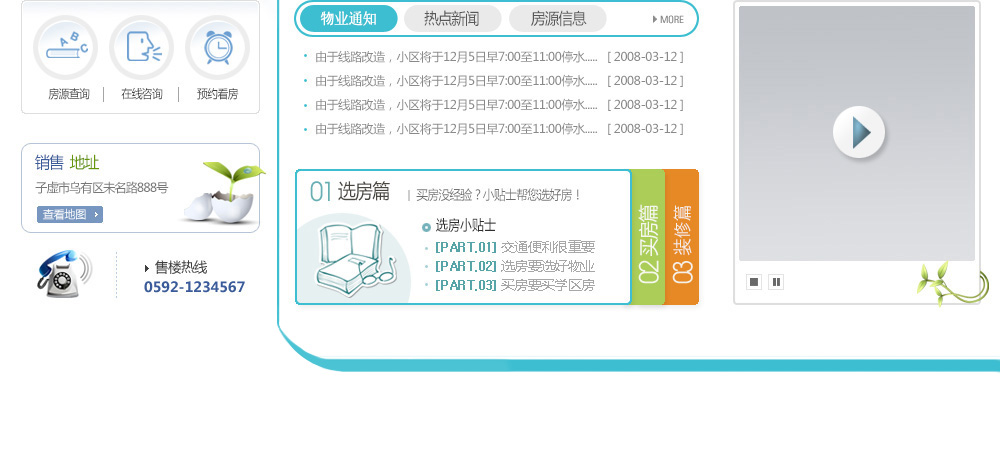 A B C
房源查询 | 在线咨询 | 预约看房
销售 地址
子虚市乌有区未名路888号
查看地图
售楼热线
0592-1234567
物业通知 热点新闻 房源信息 MORE
由于线路改造，小区将于12月5日早7:00至11:00停水..... [ 2008-03-12 ]
由于线路改造，小区将于12月5日早7:00至11:00停水..... [ 2008-03-12 ]
由于线路改造，小区将于12月5日早7:00至11:00停水..... [ 2008-03-12 ]
由于线路改造，小区将于12月5日早7:00至11:00停水..... [ 2008-03-12 ]
01 选房篇 | 买房没经验？小贴士帮您选好房！
选房小贴士
[PART.01] 交通便利很重要
[PART.02] 选房要选好物业
[PART.03] 买房要买学区房
02 买房篇
03 装修篇